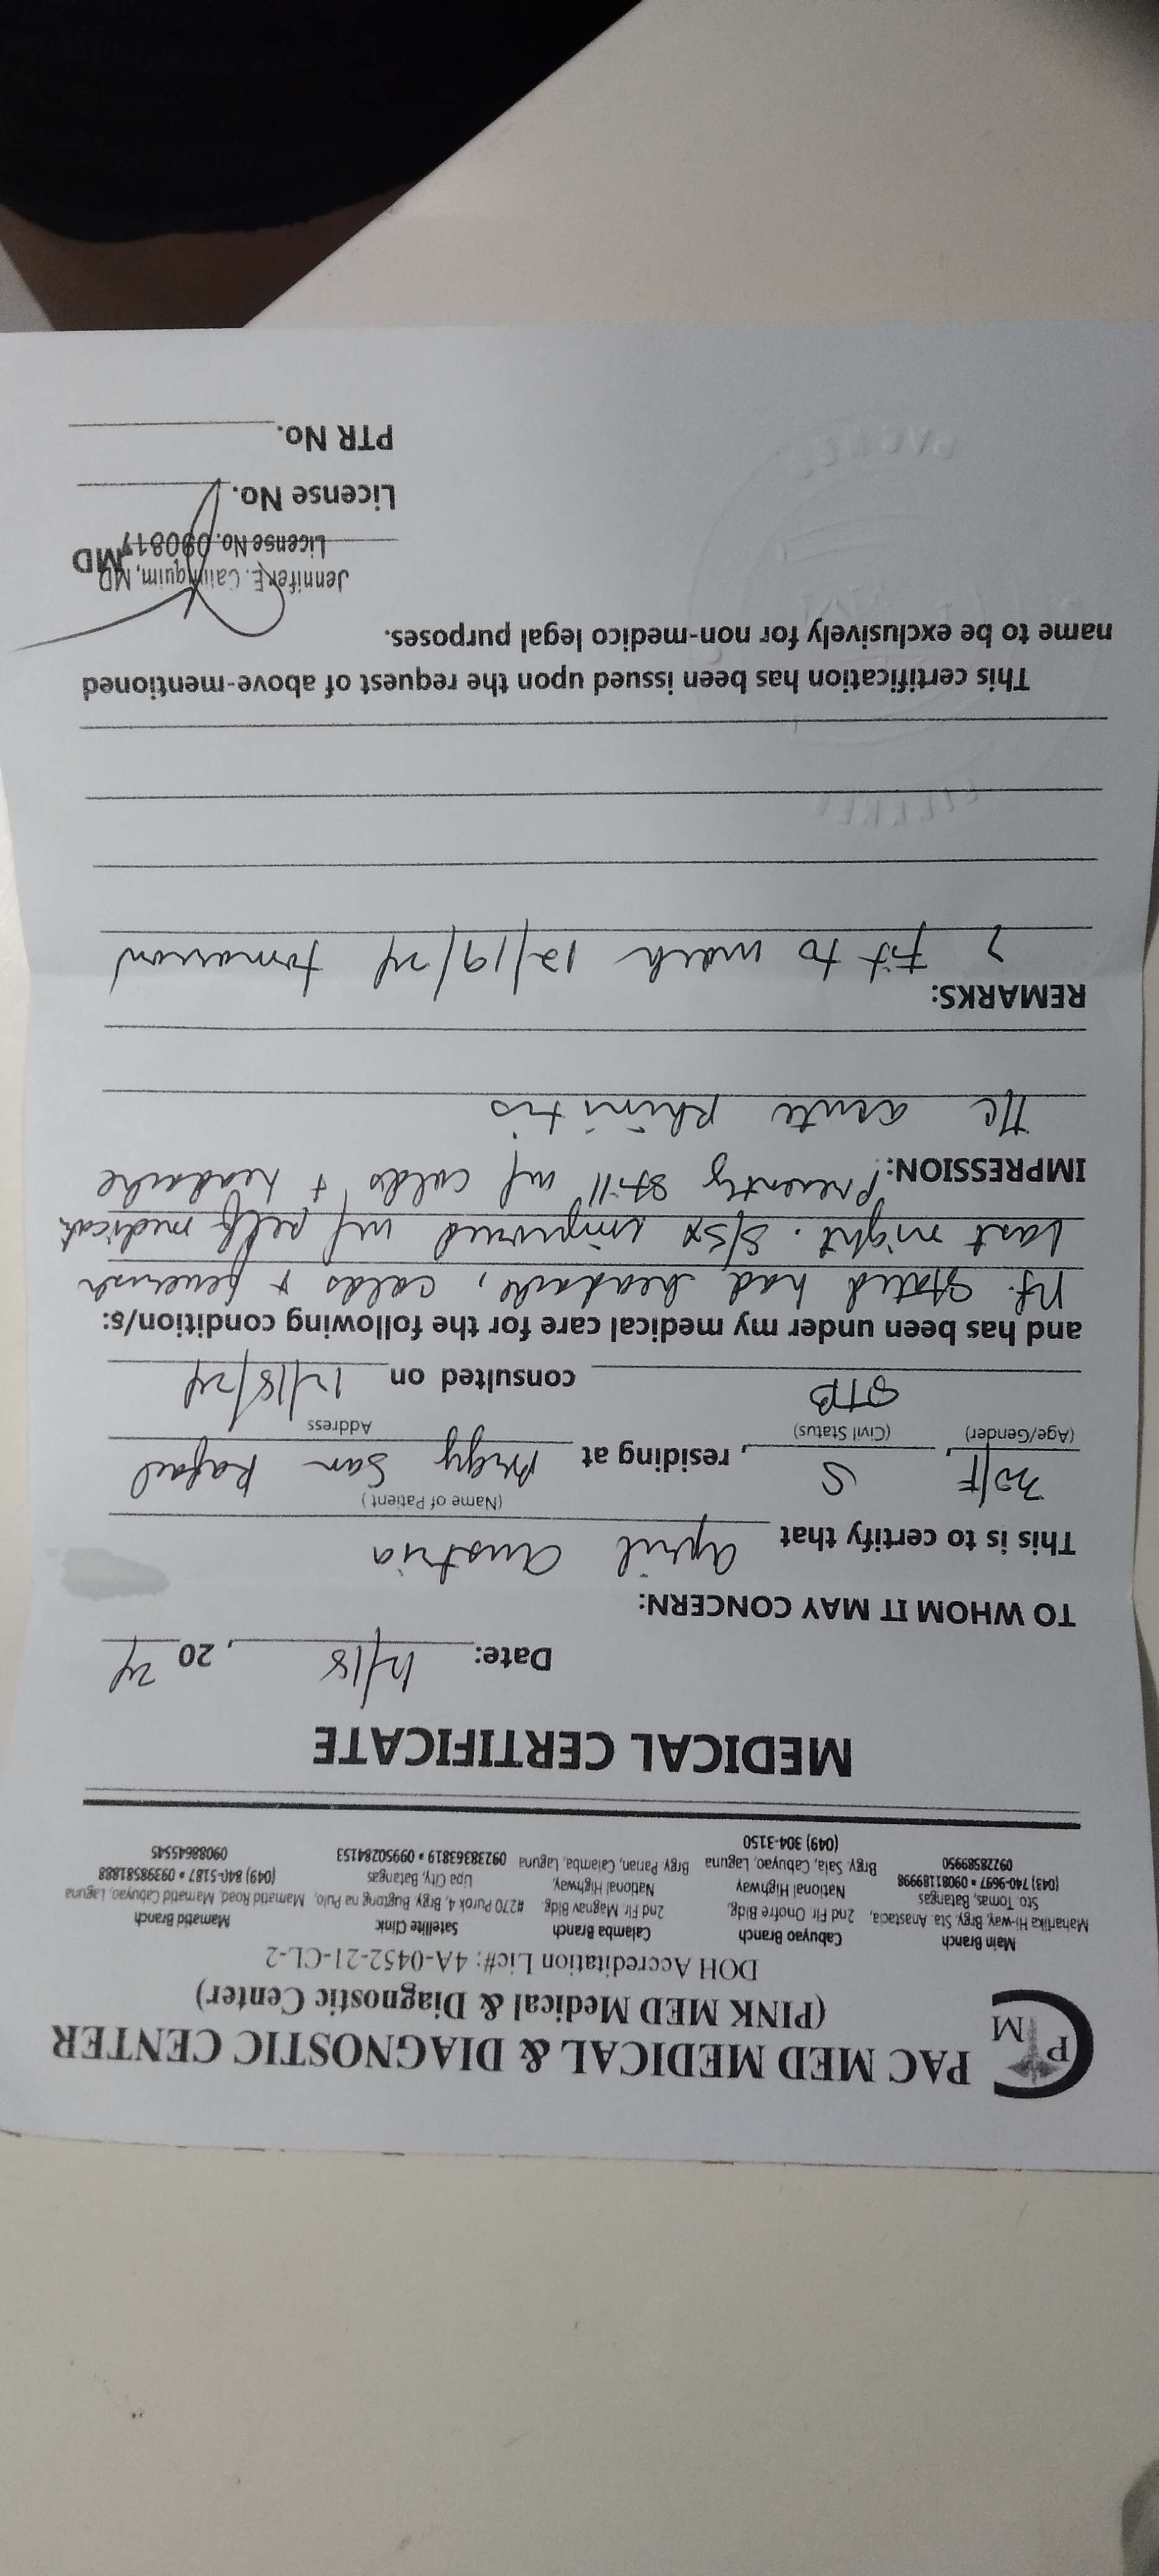 PAC MED MEDICAL & DIAGNOSTIC CENTER
(PINK MED Medical & Diagnostic Center)
DOH Accreditation Lic#: 4A-0452-21-CL-2
P M
Main Branch
Maharlika Hi-way, Brgy. Sta. Anastacia,
Sto. Tomas, Batangas
(043) 740-9697 • 09081189998
09228589950
Cabuyao Branch
2nd Flr. Onofre Bldg,
National Highway
Brgy. Sala, Cabuyao, Laguna
(049) 304-3150
Calamba Branch
2nd Flr. Magnav Bldg.
National Highway,
Brgy. Parian, Calamba, Laguna
Satellite Clinic
#270 Purok 4, Brgy. Bugtong na Pulo,
Lipa City, Batangas
09238363819 • 09950284153
Mamatid Branch
Mamatid Road, Mamatid Cabuyao, Laguna
(049) 840-5187 • 09398581888
09088645545
MEDICAL CERTIFICATE
Date: 12/18, 20 24
TO WHOM IT MAY CONCERN:
This is to certify that April Austria
(Name of Patient)
30/F, S, residing at Brgy San Rafael
(Age/Gender) (Civil Status) Address
STB consulted on 12/18/24
and has been under my medical care for the following condition/s:
Pt. stated had headache, colds + feverish
last night. S/Sx improved w/ self medicat
Presently still w/ colds + headache
IMPRESSION:
acute rhinitis
REMARKS:
Fit to work 12/19/24 tomorrow
This certification has been issued upon the request of above-mentioned
name to be exclusively for non-medico legal purposes.
Jennifer E. MD
License No. MD
License No.
PTR No.